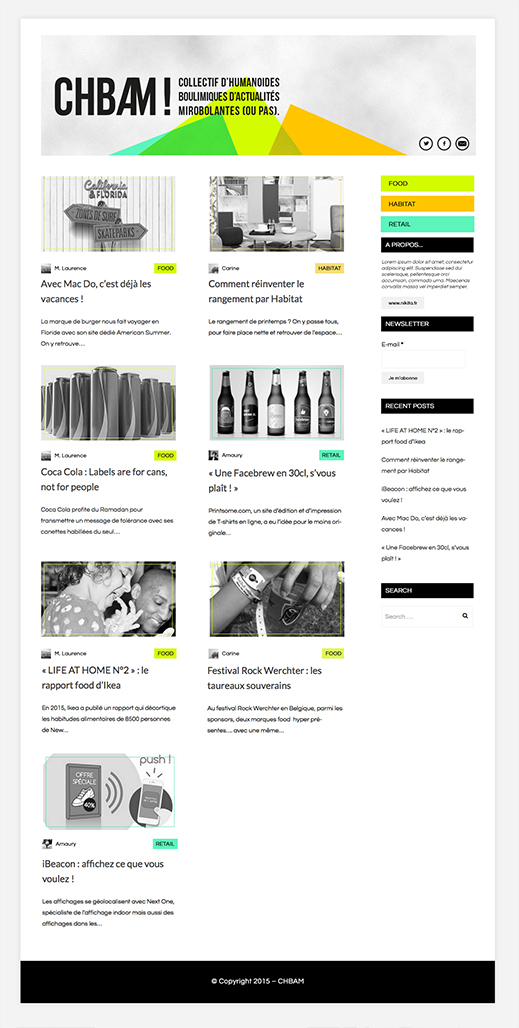 CHBAM !
COLLECTIF D'HUMANOIDES
BOULIMIQUES D'ACTUALITÉS
MIROBOLANTES (OU PAS).
California
& FLORIDA
ZONES DE SURF
SKATEPARKS
M. Laurence
FOOD
Avec Mac Do, c'est déjà les
vacances !
La marque de burger nous fait voyager en
Floride avec son site dédié American Summer.
On y retrouve…
Carine
HABITAT
Comment réinventer le
rangement par Habitat
Le rangement de printemps ? On y passe tous,
pour faire place nette et retrouver de l'espace…
M. Laurence
FOOD
Coca Cola : Labels are for cans,
not for people
Coca Cola profite du Ramadan pour
transmettre un message de tolérance avec ses
canettes habillées du seul…
Amaury
RETAIL
« Une Facebrew en 30cl, s'vous
plaît ! »
Printsome.com, un site d'édition et d'impression
de T-shirts en ligne, a eu l'idée pour le moins ori-
ginale…
M. Laurence
FOOD
« LIFE AT HOME N°2 » : le
rapport food d'Ikea
En 2015, Ikea a publié un rapport qui décortique
les habitudes alimentaires de 8500 personnes
de New…
Carine
FOOD
Festival Rock Werchter : les
taureaux souverains
Au festival Rock Werchter en Belgique, parmi les
sponsors, deux marques food hyper pré-
sentes…. avec une même…
OFFRE
SPÉCIALE
40%
push !
Amaury
RETAIL
iBeacon : affichez ce que vous
voulez !
Les affichages se géolocalisent avec Next One,
spécialiste de l'affichage indoor mais aussi des
affichages dans les…
FOOD
HABITAT
RETAIL
A PROPOS...
Lorem ipsum dolor sit amet, consectetur
adipiscing elit. Suspendisse sed dui
scelerisque, pellentesque orci
accumsan, commodo urna. Maecenas
convallis massa vel imperdiet semper.
www.nikita.fr
NEWSLETTER
E-mail *
Je m'abonne
RECENT POSTS
« LIFE AT HOME N°2 » : le rap-
port food d'Ikea
Comment réinventer le range-
ment par Habitat
iBeacon : affichez ce que vous
voulez !
Avec Mac Do, c'est déjà les va-
cances !
« Une Facebrew en 30cl, s'vous
plaît ! »
SEARCH
Search …
© Copyright 2015 – CHBAM